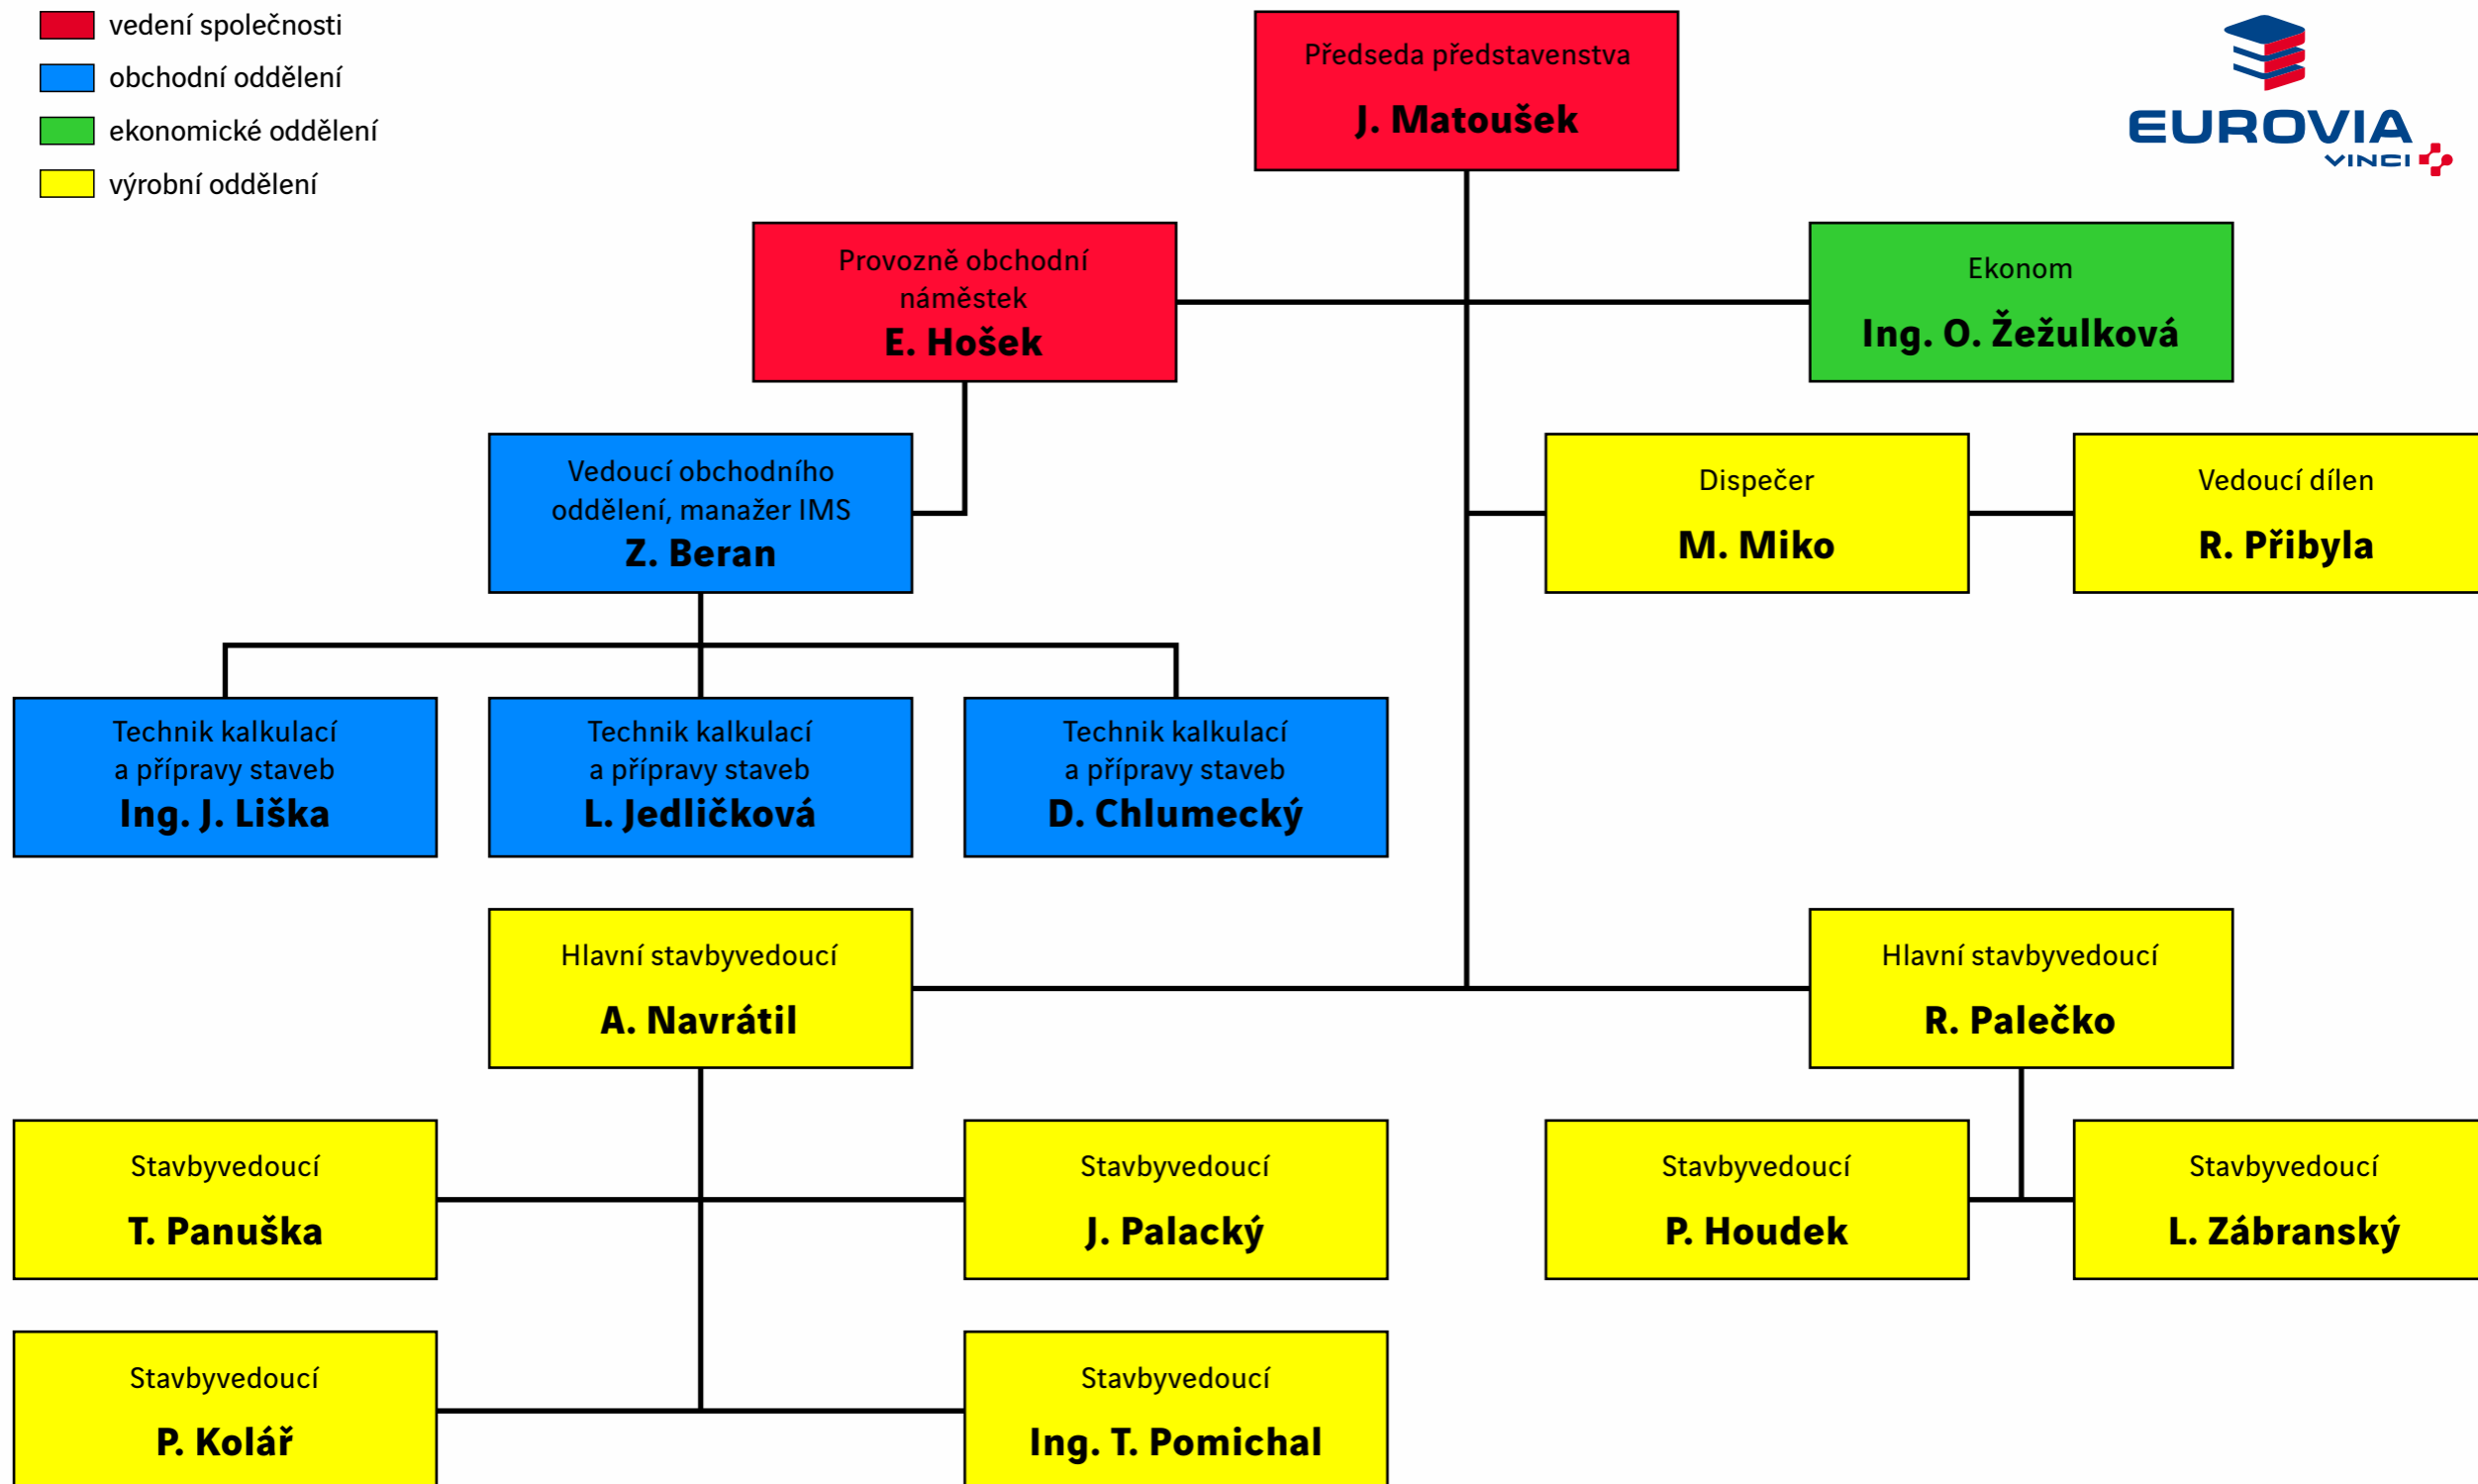 vedení společnosti
obchodní oddělení
ekonomické oddělení
výrobní oddělení
Předseda představenstva
J. Matoušek
EUROVIA
VINCI
Provozně obchodní
náměstek
E. Hošek
Ekonom
Ing. O. Žežulková
Vedoucí obchodního
oddělení, manažer IMS
Z. Beran
Dispečer
M. Miko
Vedoucí dílen
R. Přibyla
Technik kalkulací
a přípravy staveb
Ing. J. Liška
Technik kalkulací
a přípravy staveb
L. Jedličková
Technik kalkulací
a přípravy staveb
D. Chlumecký
Hlavní stavbyvedoucí
A. Navrátil
Hlavní stavbyvedoucí
R. Palečko
Stavbyvedoucí
T. Panuška
Stavbyvedoucí
J. Palacký
Stavbyvedoucí
P. Houdek
Stavbyvedoucí
L. Zábranský
Stavbyvedoucí
P. Kolář
Stavbyvedoucí
Ing. T. Pomichal